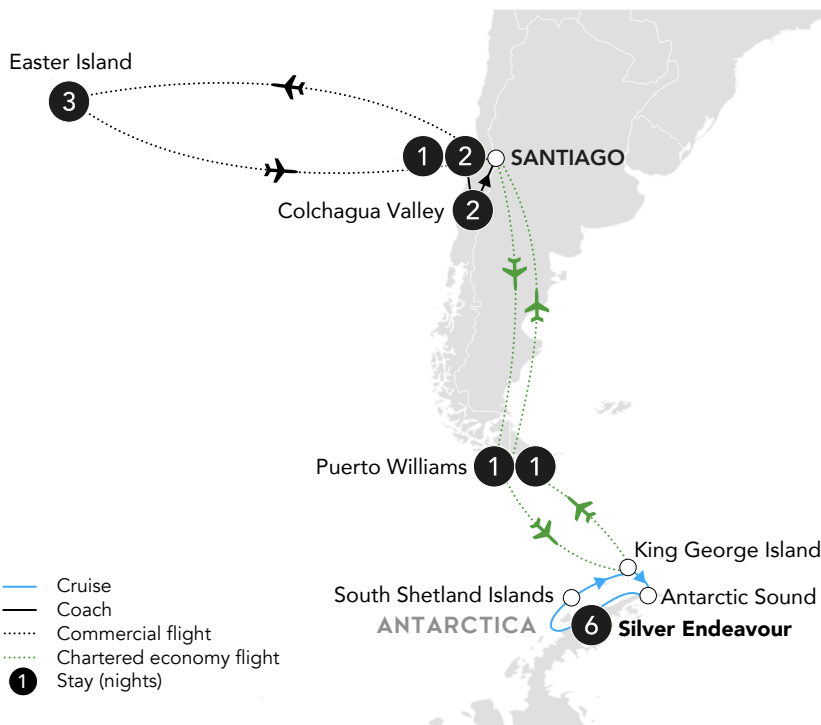 Easter Island
3
1
2
SANTIAGO
Colchagua Valley
2
Puerto Williams
1
1
King George Island
South Shetland Islands
Antarctic Sound
ANTARCTICA
6
Silver Endeavour
Cruise
Coach
Commercial flight
Chartered economy flight
1
Stay (nights)